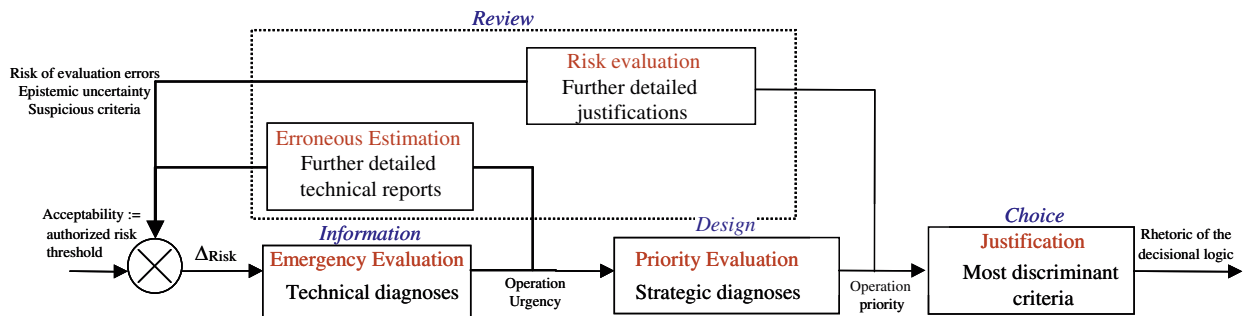 Review
Risk evaluation
Further detailed
justifications
Risk of evaluation errors
Epistemic uncertainty
Suspicious criteria
Erroneous Estimation
Further detailed
technical reports
Acceptability :=
authorized risk
threshold
ΔRisk
Information
Emergency Evaluation
Technical diagnoses
Operation
Urgency
Design
Priority Evaluation
Strategic diagnoses
Operation
priority
Choice
Justification
Most discriminant
criteria
Rhetoric of the
decisional logic